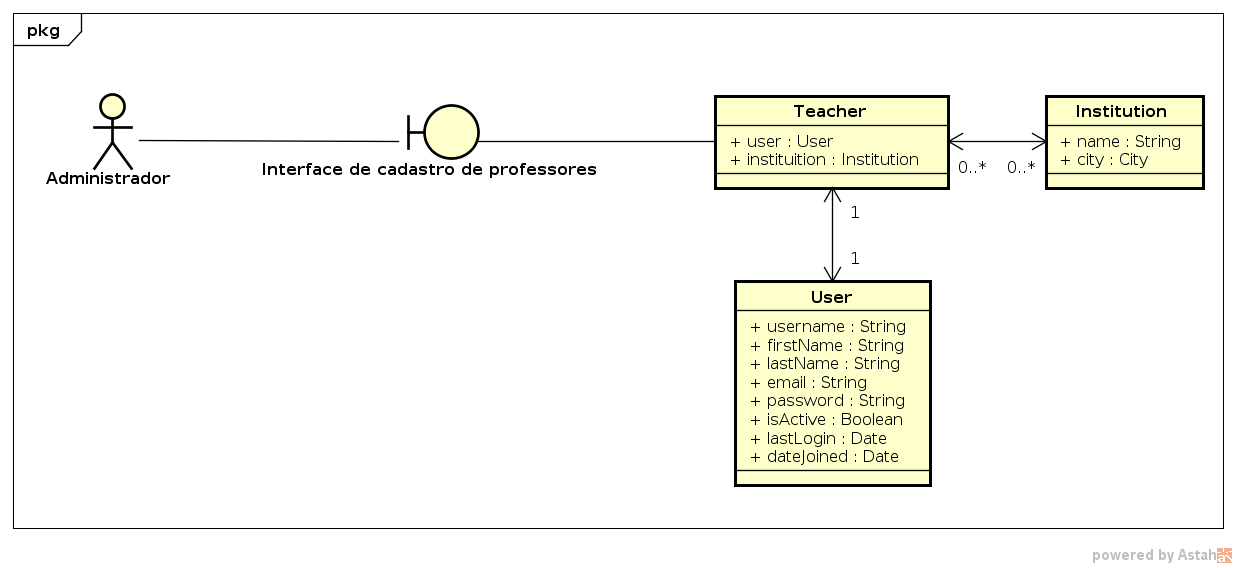 pkg
Administrador
Interface de cadastro de professores
Teacher
+ user : User
+ instituition : Institution
0..*
0..*
Institution
+ name : String
+ city : City
1
1
User
+ username : String
+ firstName : String
+ lastName : String
+ email : String
+ password : String
+ isActive : Boolean
+ lastLogin : Date
+ dateJoined : Date
powered by Astah